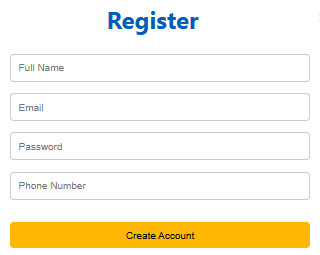 Register
Full Name
Email
Password
Phone Number
Create Account